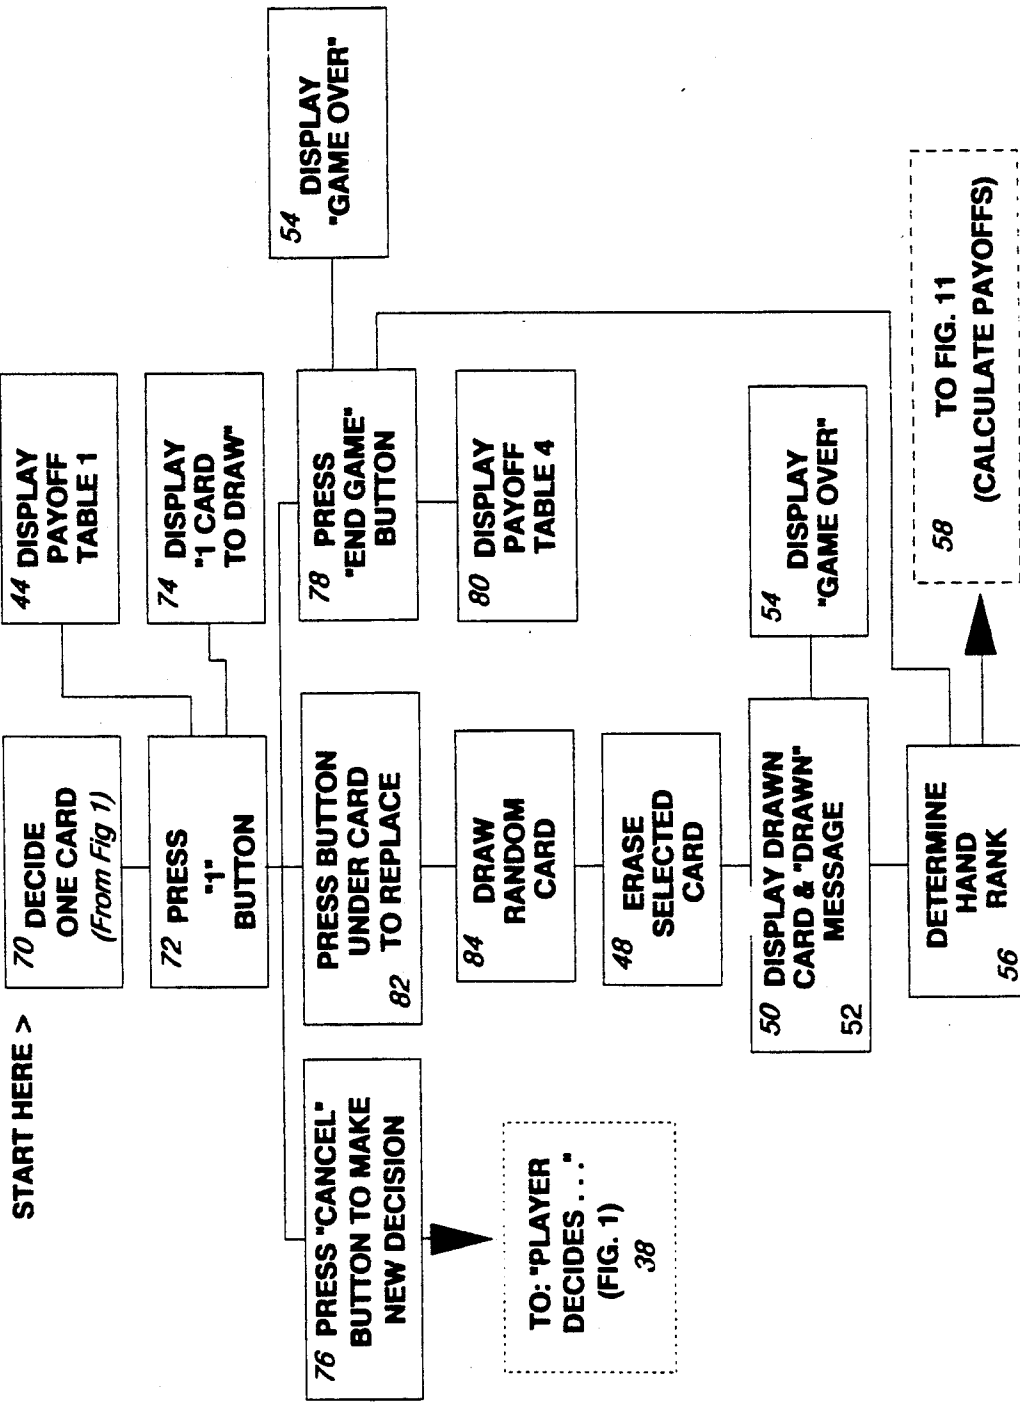 START HERE >
70 DECIDE
ONE CARD
(From Fig 1)
44 DISPLAY
PAYOFF
TABLE 1
72 PRESS
"1"
BUTTON
74 DISPLAY
"1 CARD
TO DRAW"
76 PRESS "CANCEL"
BUTTON TO MAKE
NEW DECISION
PRESS BUTTON
UNDER CARD
TO REPLACE
82
78 PRESS
"END GAME"
BUTTON
54 DISPLAY
"GAME OVER"
TO: "PLAYER
DECIDES . . ."
(FIG. 1)
38
84 DRAW
RANDOM
CARD
80 DISPLAY
PAYOFF
TABLE 4
48 ERASE
SELECTED
CARD
50 DISPLAY DRAWN
CARD & "DRAWN"
52 MESSAGE
54 DISPLAY
"GAME OVER"
DETERMINE
HAND
56 RANK
TO FIG. 11
58 (CALCULATE PAYOFFS)